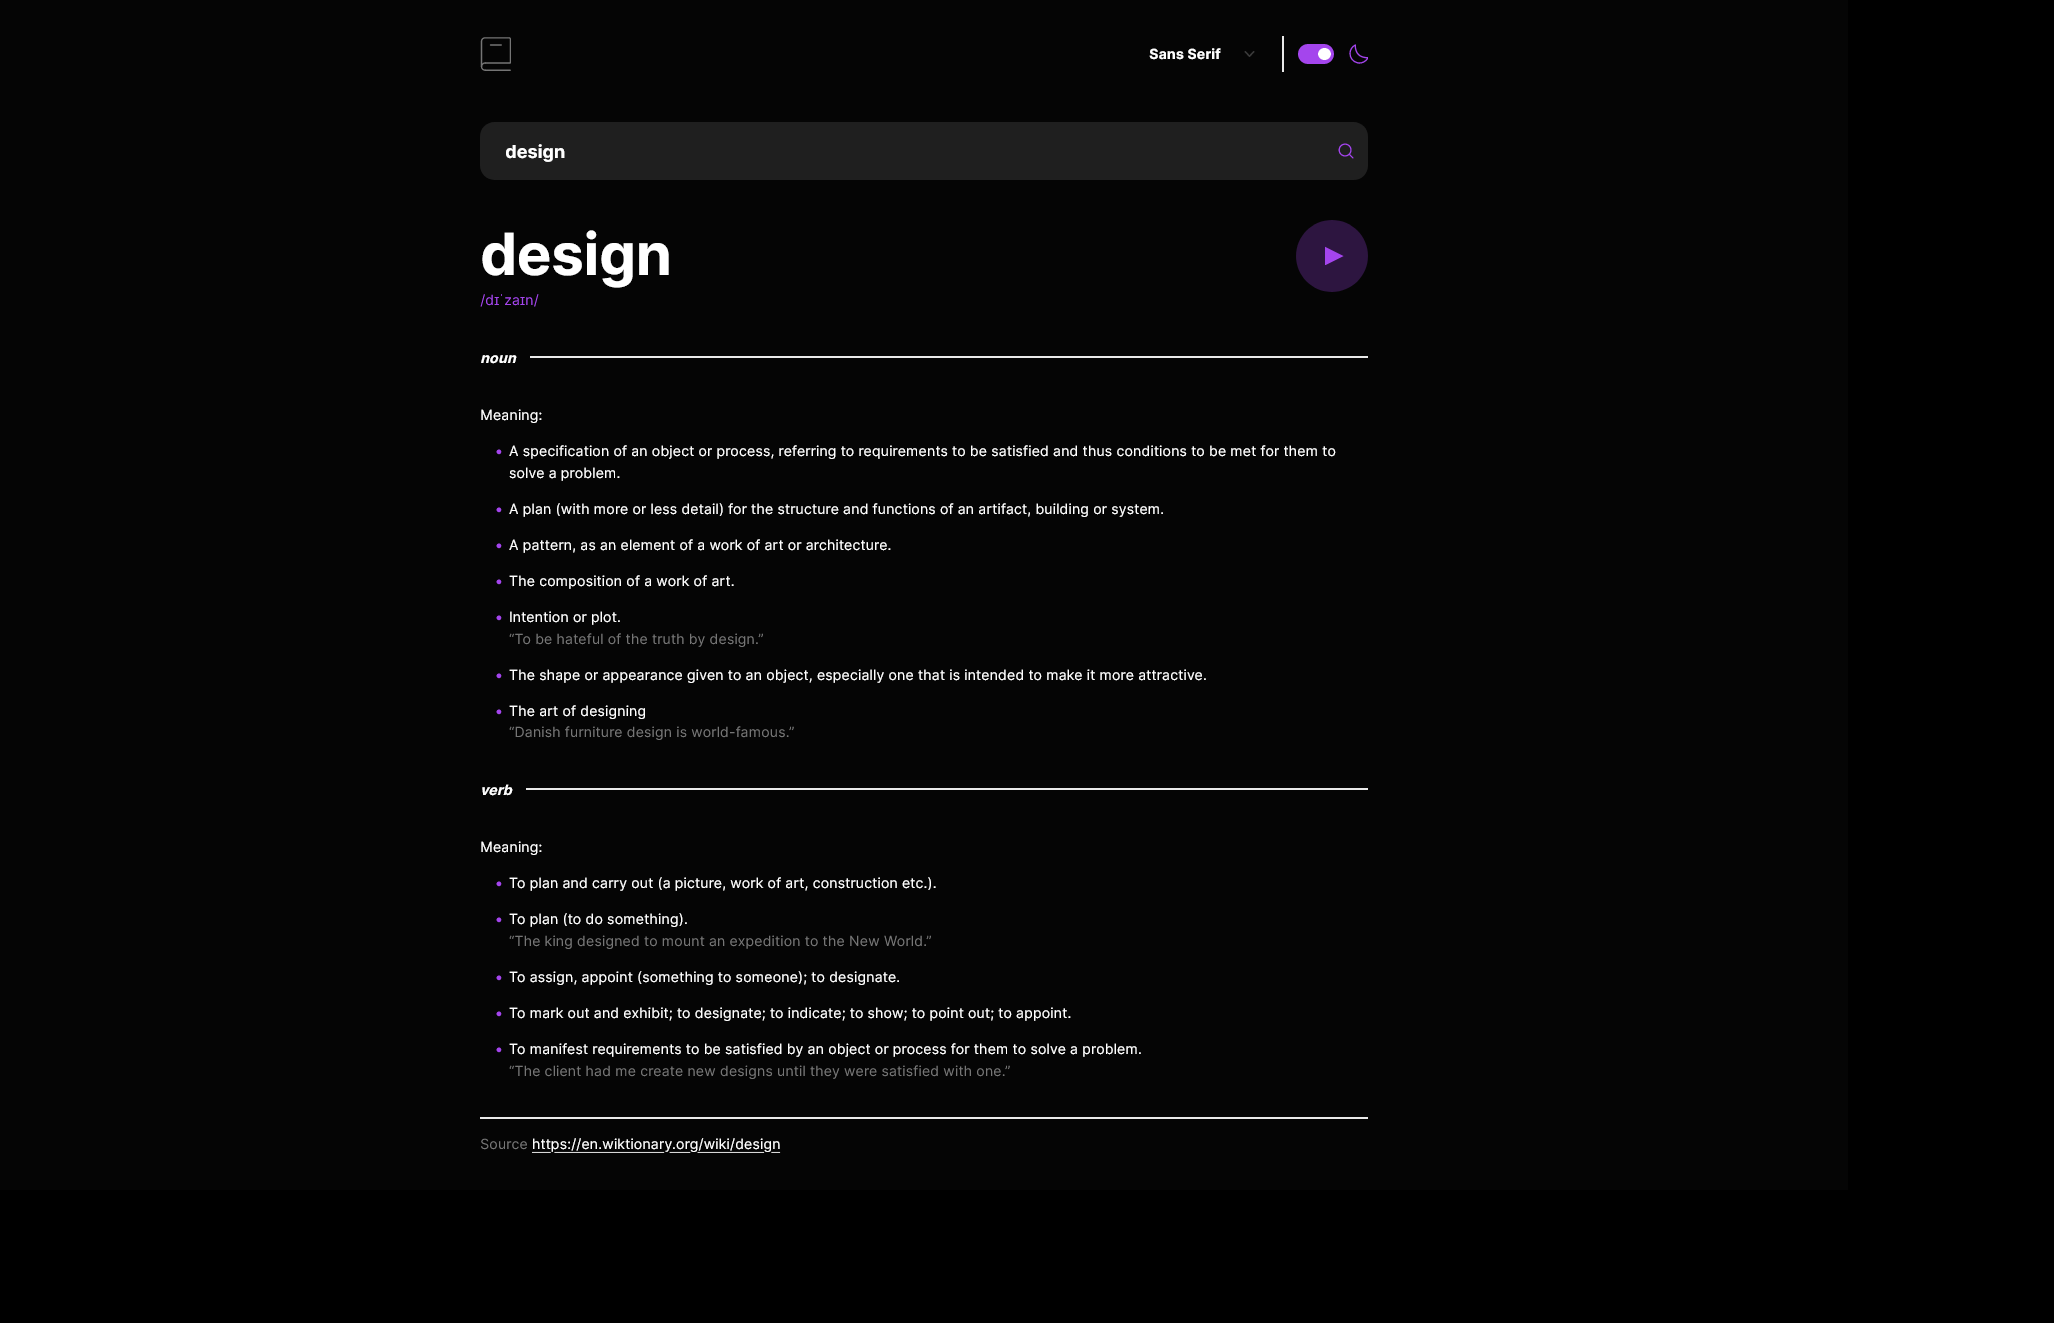 Sans Serif
design
design
/dɪˈzaɪn/
noun
Meaning:
• A specification of an object or process, referring to requirements to be satisfied and thus conditions to be met for them to
solve a problem.
• A plan (with more or less detail) for the structure and functions of an artifact, building or system.
• A pattern, as an element of a work of art or architecture.
• The composition of a work of art.
• Intention or plot.
“To be hateful of the truth by design.”
• The shape or appearance given to an object, especially one that is intended to make it more attractive.
• The art of designing
“Danish furniture design is world-famous.”
verb
Meaning:
• To plan and carry out (a picture, work of art, construction etc.).
• To plan (to do something).
“The king designed to mount an expedition to the New World.”
• To assign, appoint (something to someone); to designate.
• To mark out and exhibit; to designate; to indicate; to show; to point out; to appoint.
• To manifest requirements to be satisfied by an object or process for them to solve a problem.
“The client had me create new designs until they were satisfied with one.”
Source https://en.wiktionary.org/wiki/design